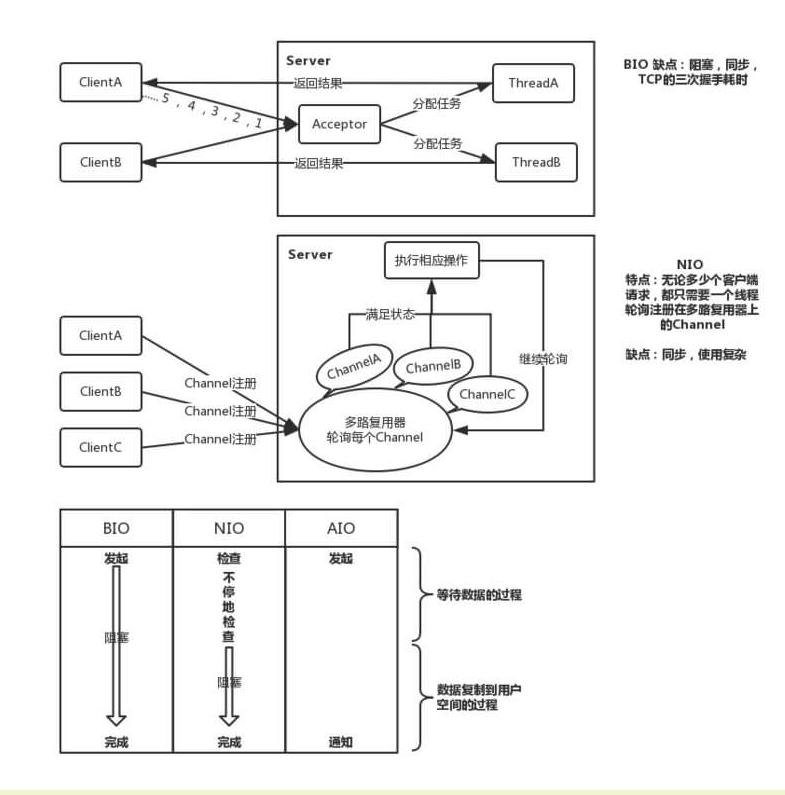 Server
ClientA
返回结果
ThreadA
......5，4，3，2，1
Acceptor
分配任务
分配任务
ClientB
返回结果
ThreadB
BIO 缺点：阻塞，同步，
TCP的三次握手耗时
Server
执行相应操作
满足状态
继续轮询
ChannelA
ChannelB
ChannelC
ClientA
ClientB
ClientC
Channel注册
Channel注册
Channel注册
多路复用器
轮询每个Channel
NIO
特点：无论多少个客户端
请求，都只需要一个线程
轮询注册在多路复用器上
的Channel
缺点：同步，使用复杂
BIO
NIO
AIO
发起
检查
发起
不
停
地
检
查
阻塞
阻塞
完成
完成
通知
等待数据的过程
数据复制到用户
空间的过程